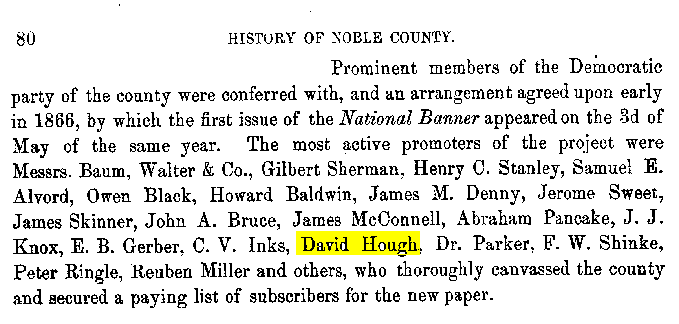 80 HISTORY OF NOBLE COUNTY.
Prominent members of the Democratic
party of the county were conferred with, and an arrangement agreed upon early
in 1866, by which the first issue of the National Banner appeared on the 3d of
May of the same year. The most active promoters of the project were
Messrs. Baum, Walter & Co., Gilbert Sherman, Henry C. Stanley, Samuel E.
Alvord, Owen Black, Howard Baldwin, James M. Denny, Jerome Sweet,
James Skinner, John A. Bruce, James McConnell, Abraham Pancake, J. J.
Knox, E. B. Gerber, C. V. Inks, David Hough, Dr. Parker, F. W. Shinke,
Peter Ringle, Reuben Miller and others, who thoroughly canvassed the county
and secured a paying list of subscribers for the new paper.